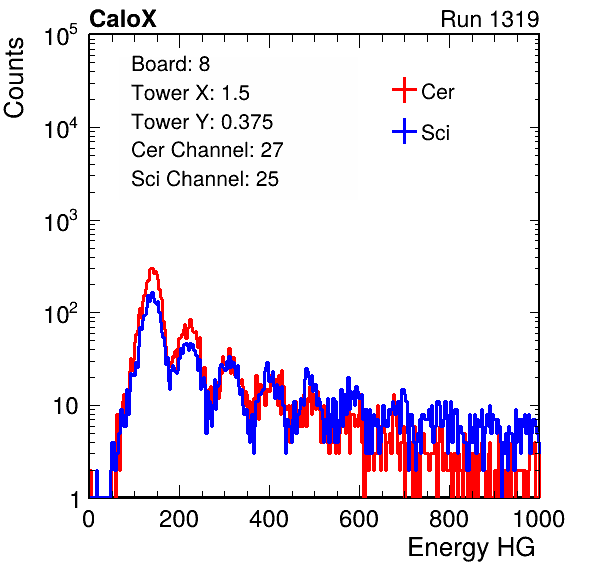 CaloX Run 1319
Counts
Board: 8
Tower X: 1.5
Tower Y: 0.375
Cer Channel: 27
Sci Channel: 25
Cer
Sci
10^5
10^4
10^3
10^2
10
1
0 200 400 600 800 1000
Energy HG